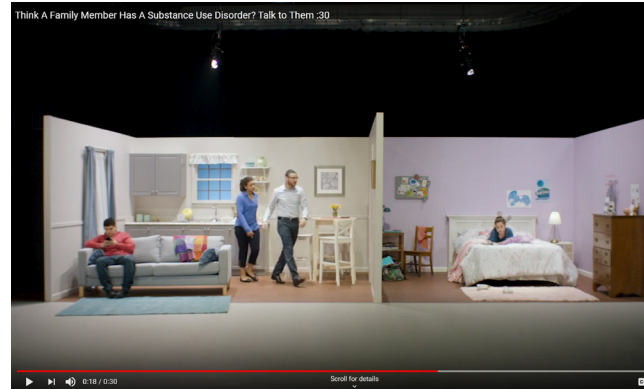 Think A Family Member Has A Substance Use Disorder? Talk to Them :30
0:18 / 0:30
Scroll for details